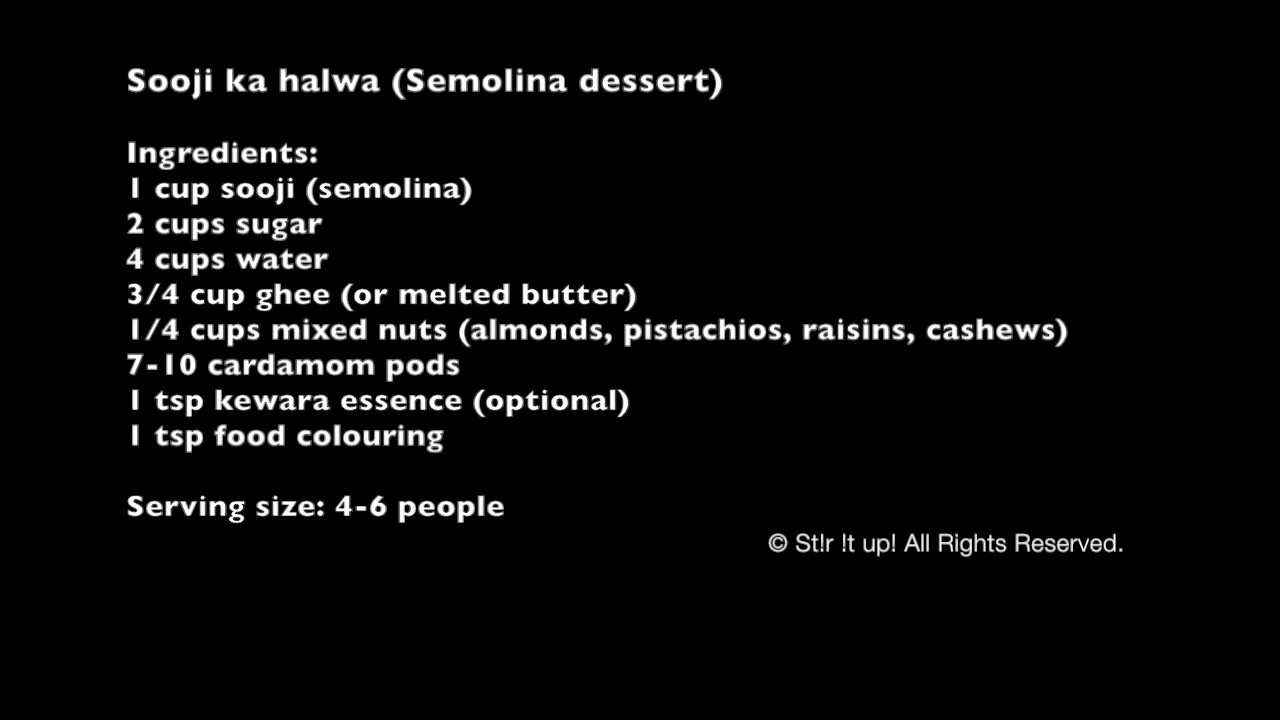 Sooji ka halwa (Semolina dessert)
Ingredients:
1 cup sooji (semolina)
2 cups sugar
4 cups water
3/4 cup ghee (or melted butter)
1/4 cups mixed nuts (almonds, pistachios, raisins, cashews)
7-10 cardamom pods
1 tsp kewara essence (optional)
1 tsp food colouring
Serving size: 4-6 people
© St!r !t up! All Rights Reserved.